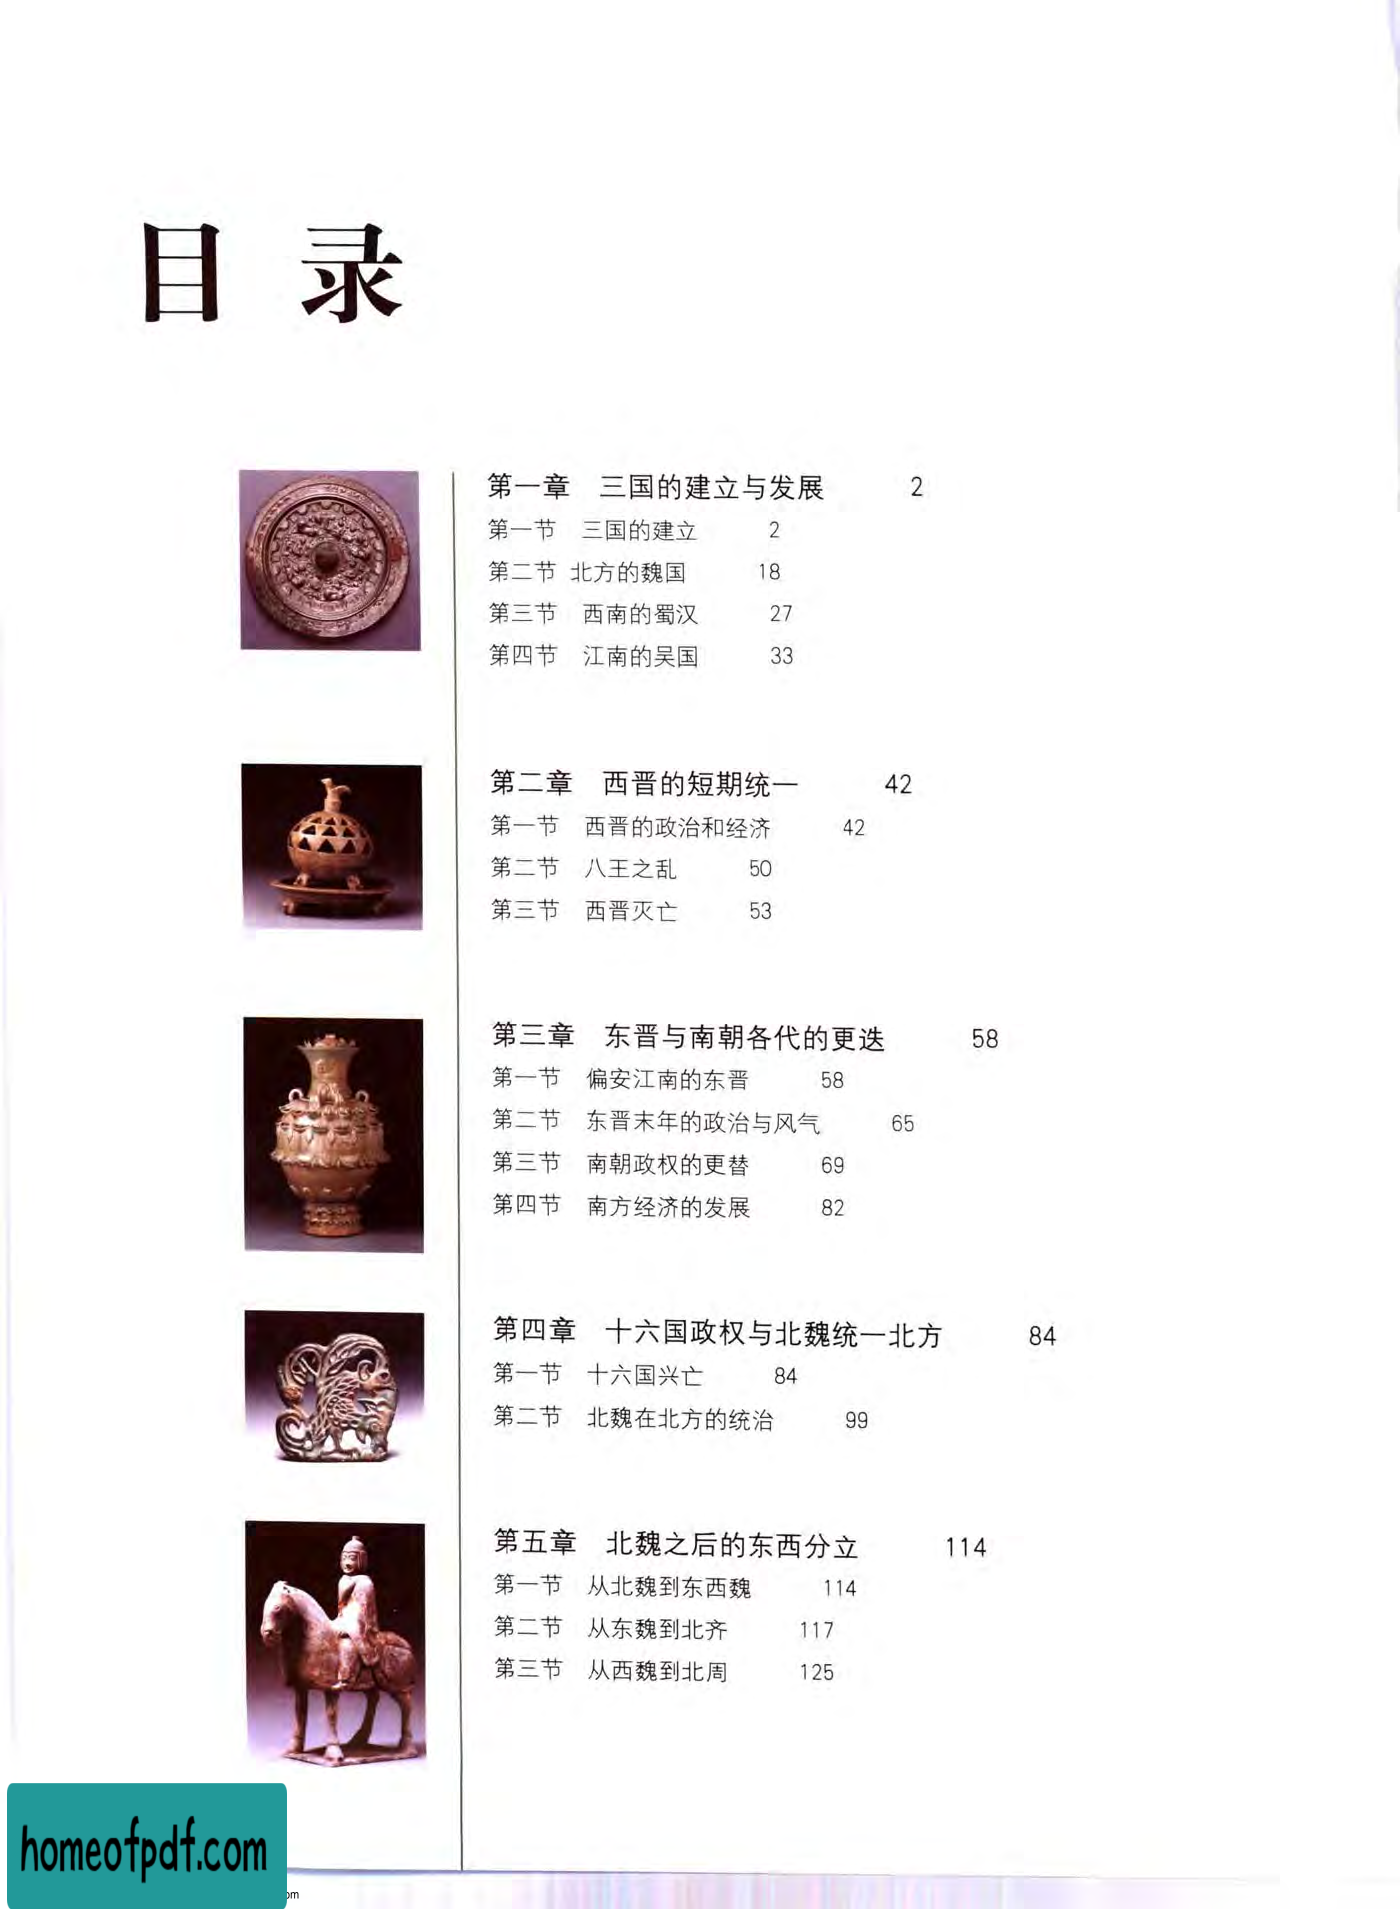 目 录
第一章 三国的建立与发展 2
第一节 三国的建立 2
第二节 北方的魏国 18
第三节 西南的蜀汉 27
第四节 江南的吴国 33
第二章 西晋的短期统一 42
第一节 西晋的政治和经济 42
第二节 八王之乱 50
第三节 西晋灭亡 53
第三章 东晋与南朝各代的更迭 58
第一节 偏安江南的东晋 58
第二节 东晋末年的政治与风气 65
第三节 南朝政权的更替 69
第四节 南方经济的发展 82
第四章 十六国政权与北魏统一北方 84
第一节 十六国兴亡 84
第二节 北魏在北方的统治 99
第五章 北魏之后的东西分立 114
第一节 从北魏到东西魏 114
第二节 从东魏到北齐 117
第三节 从西魏到北周 125
homeofpdf.com
om